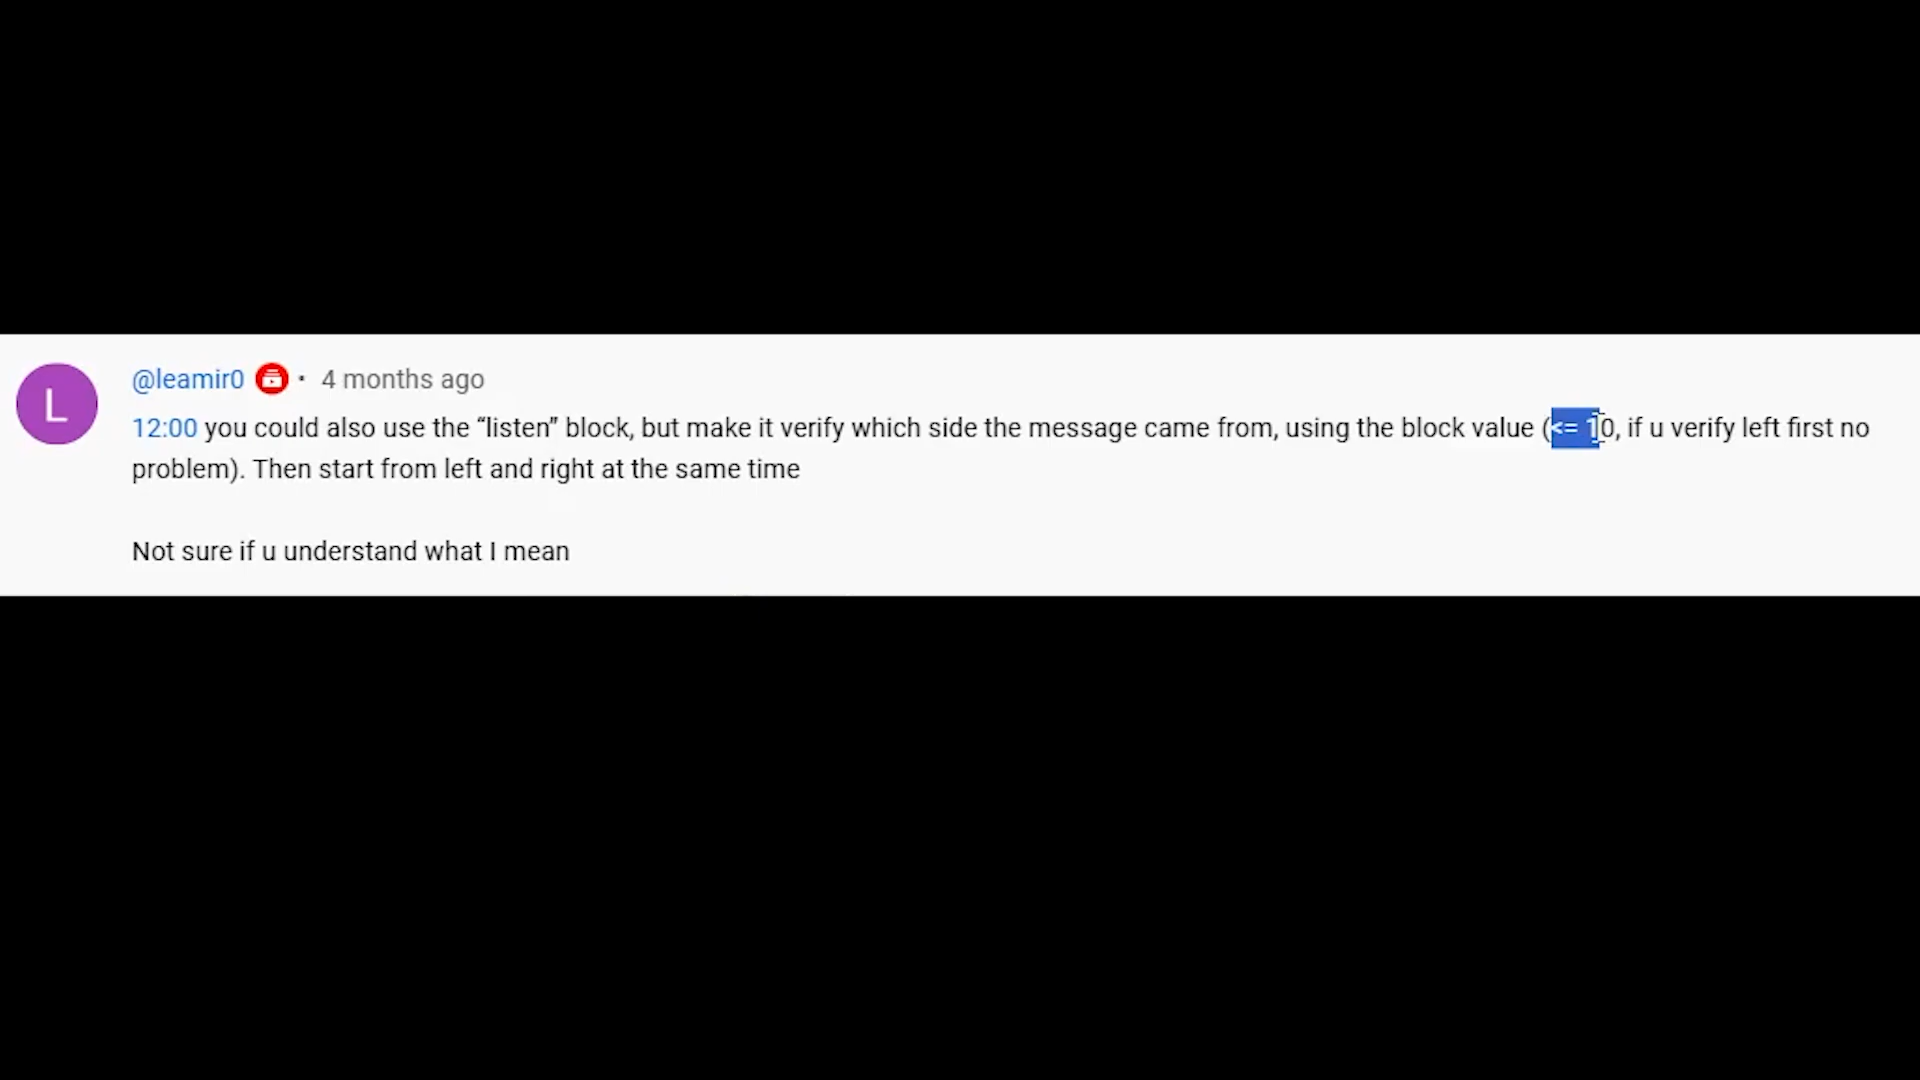 L
@leamir0 · 4 months ago
12:00 you could also use the “listen” block, but make it verify which side the message came from, using the block value (<= 10, if u verify left first no
problem). Then start from left and right at the same time
Not sure if u understand what I mean